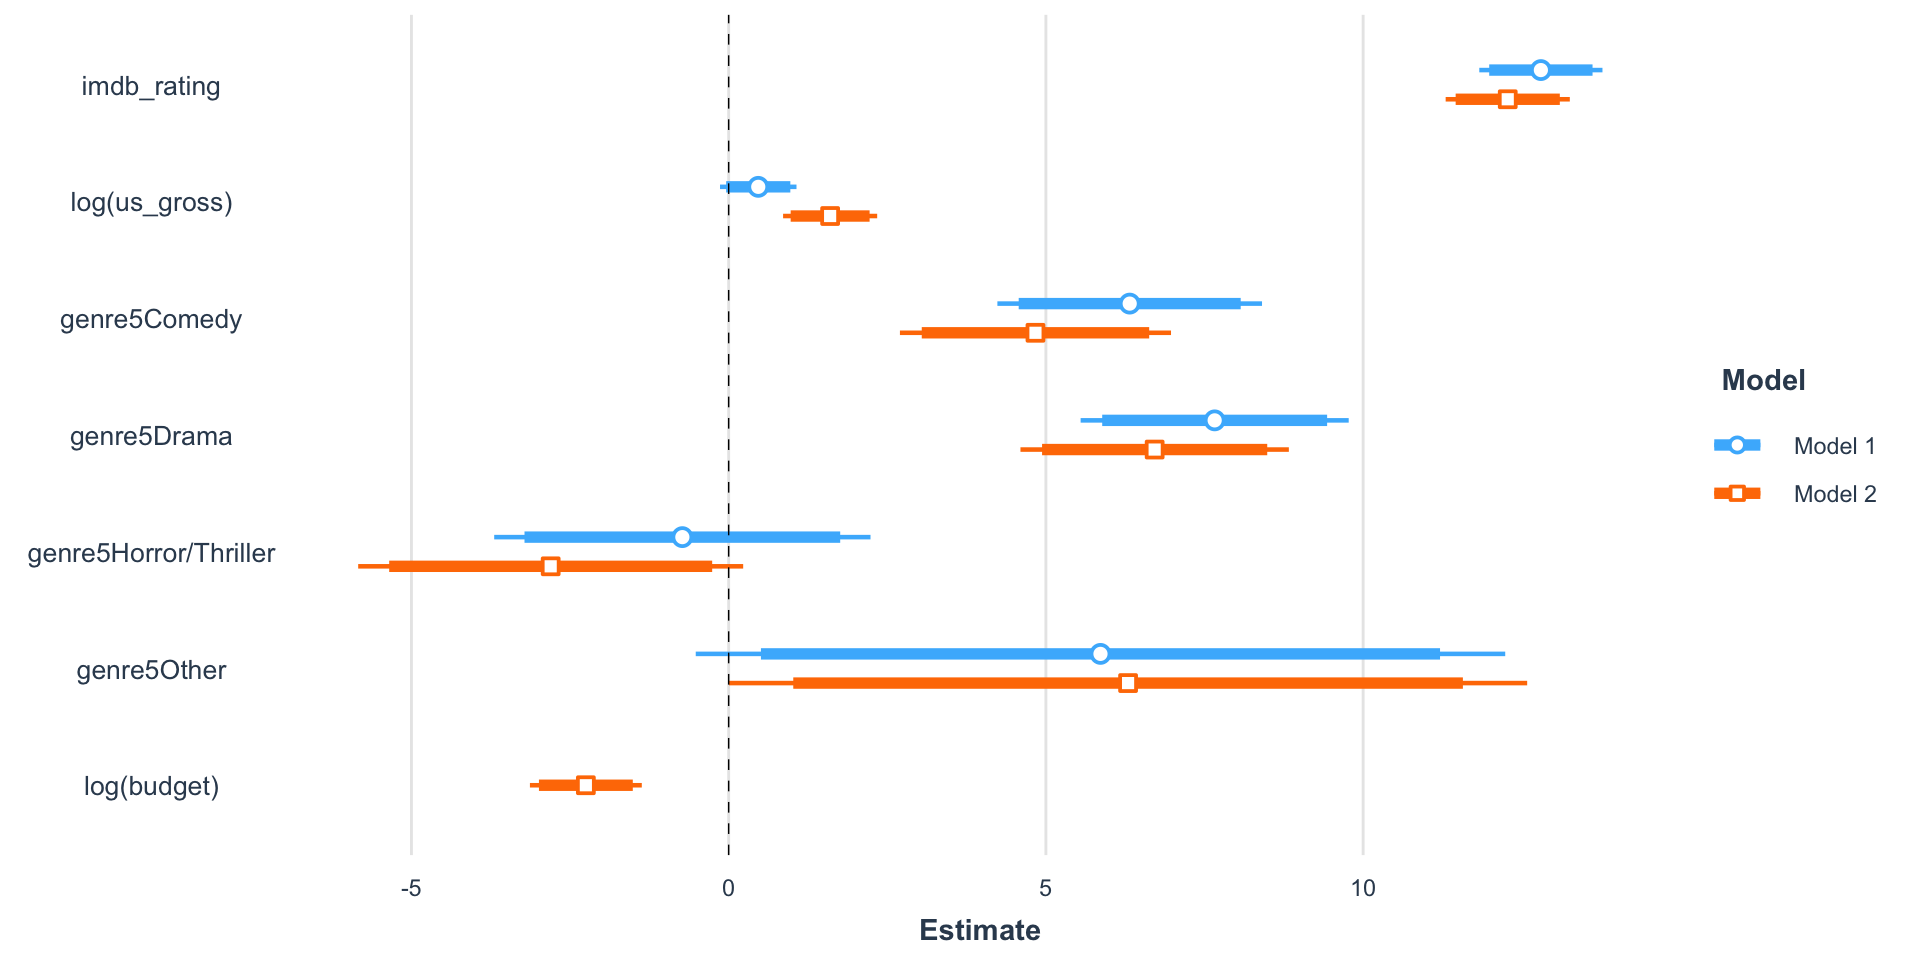 imdb_rating
log(us_gross)
genre5Comedy
genre5Drama
genre5Horror/Thriller
genre5Other
log(budget)
-5 0 5 10
Estimate
Model
Model 1
Model 2